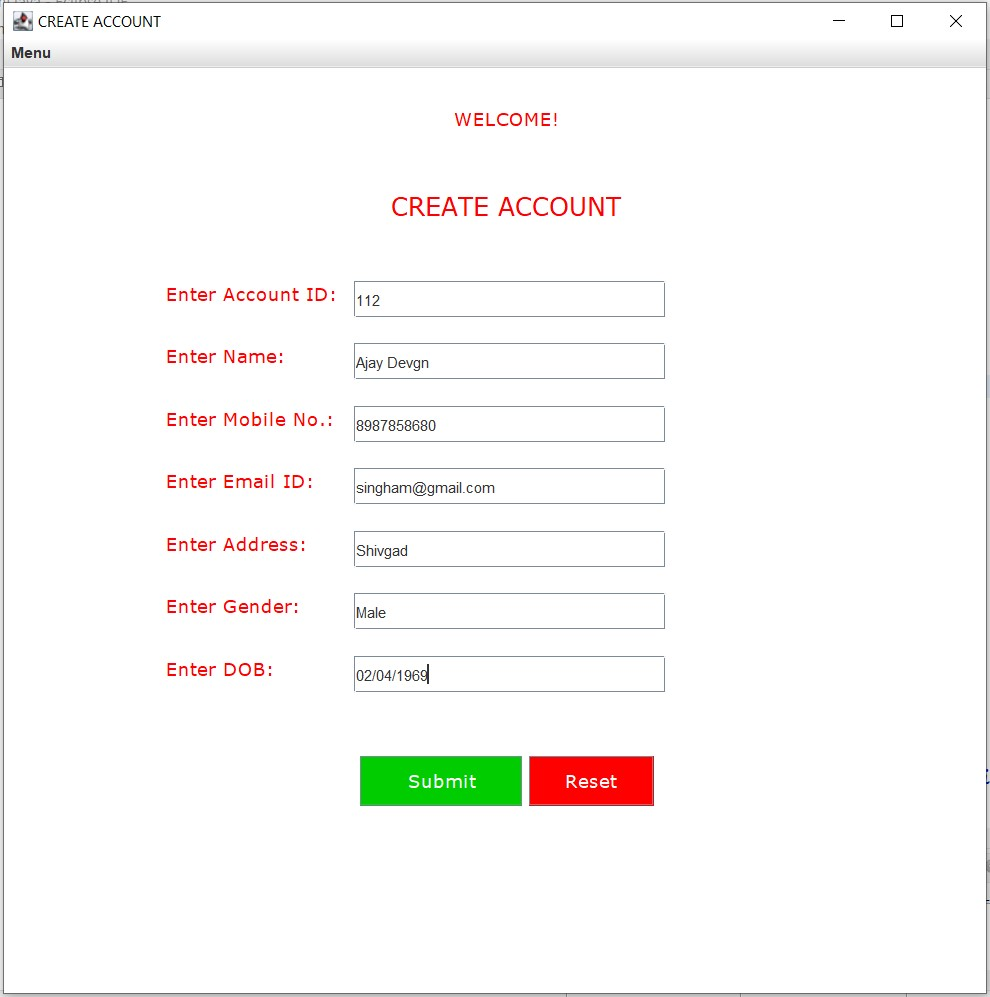 CREATE ACCOUNT
Menu
WELCOME!
CREATE ACCOUNT
Enter Account ID: 112
Enter Name: Ajay Devgn
Enter Mobile No.: 8987858680
Enter Email ID: singham@gmail.com
Enter Address: Shivgad
Enter Gender: Male
Enter DOB: 02/04/1969
Submit Reset